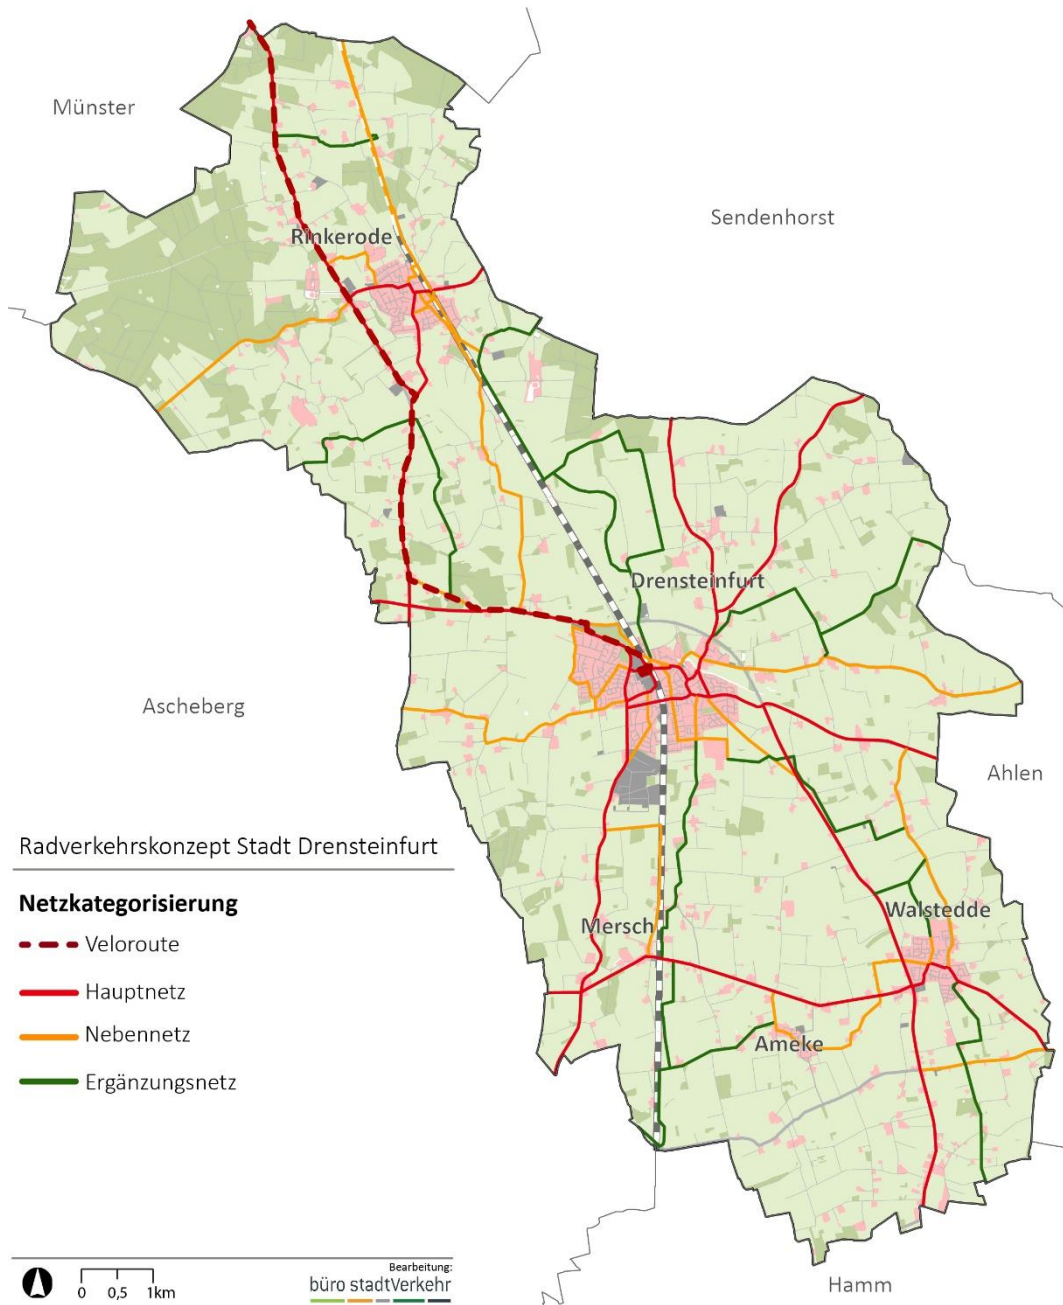 Münster
Sendenhorst
Rinkerode
Drensteinfurt
Ascheberg
Ahlen
Radverkehrskonzept Stadt Drensteinfurt
Netzkategorisierung
Veloroute
Hauptnetz
Nebennetz
Ergänzungsnetz
Walstedde
Mersch
Ameke
Hamm
0 0,5 1km
Bearbeitung:
büro stadtVerkehr